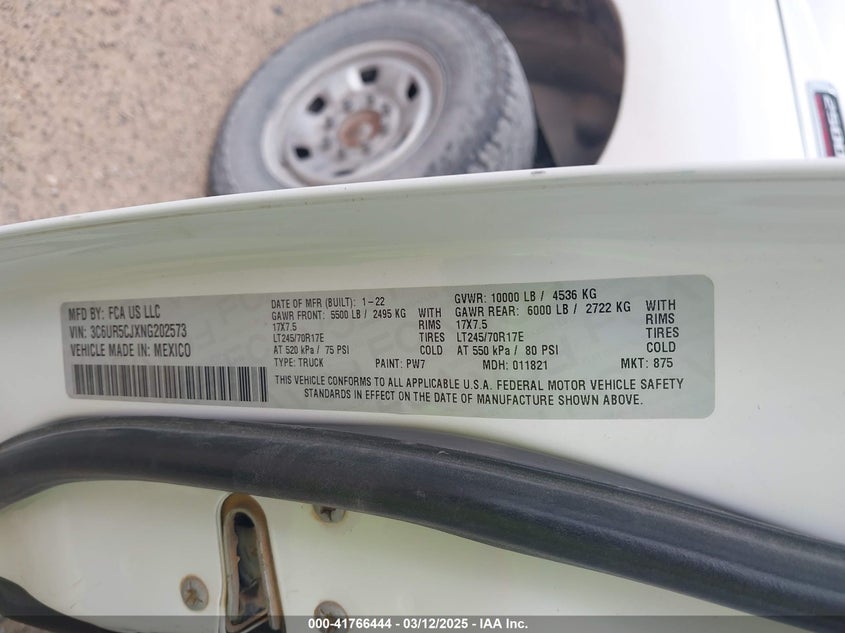 2500
MFD BY: FCA US LLC
VIN: 3C6UR5CJXNG202573
VEHICLE MADE IN: MEXICO
DATE OF MFR (BUILT): 1-22
GAWR FRONT: 5500 LB / 2495 KG WITH
17X7.5 RIMS
LT245/70R17E TIRES
AT 520 kPa / 75 PSI COLD
TYPE: TRUCK PAINT: PW7
GVWR: 10000 LB / 4536 KG
GAWR REAR: 6000 LB / 2722 KG WITH
17X7.5 RIMS
LT245/70R17E TIRES
AT 550 kPa / 80 PSI COLD
MDH: 011821 MKT: 875
THIS VEHICLE CONFORMS TO ALL APPLICABLE U.S.A. FEDERAL MOTOR VEHICLE SAFETY
STANDARDS IN EFFECT ON THE DATE OF MANUFACTURE SHOWN ABOVE.
000-41766444 - 03/12/2025 - IAA Inc.